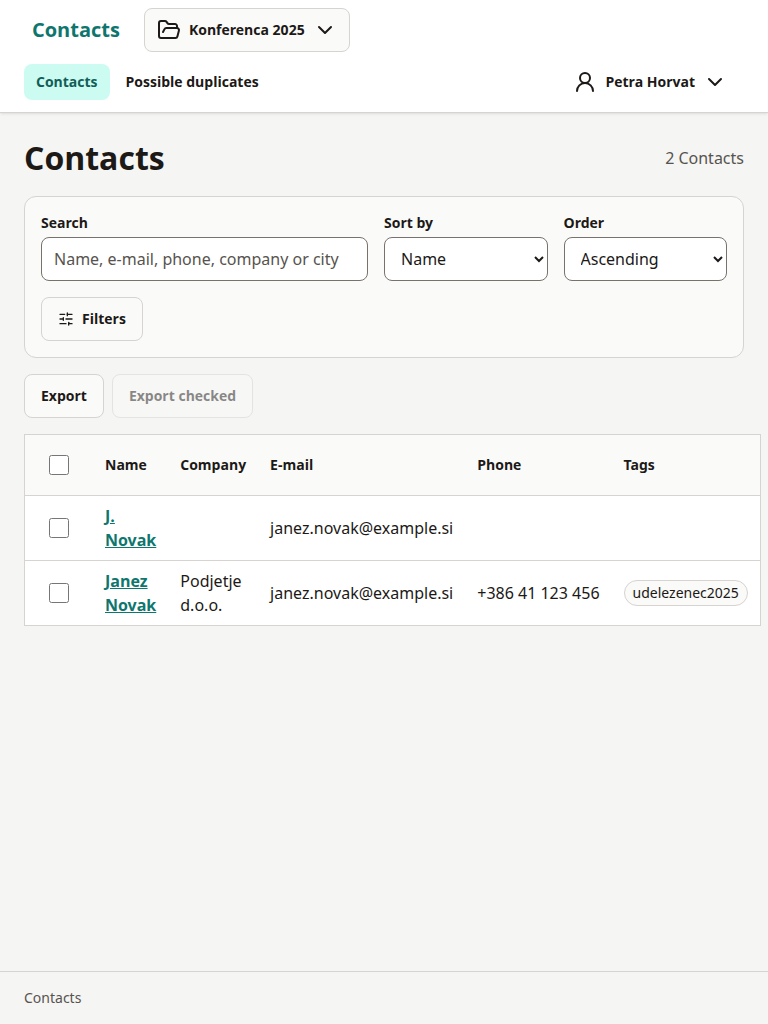 Contacts
Konferenca 2025
Contacts
Possible duplicates
Petra Horvat
Contacts
2 Contacts
Search
Sort by
Order
Name, e-mail, phone, company or city
Name
Ascending
Filters
Export
Export checked
Name
Company
E-mail
Phone
Tags
J.
Novak
janez.novak@example.si
Janez
Novak
Podjetje
d.o.o.
janez.novak@example.si
+386 41 123 456
udelezenec2025
Contacts